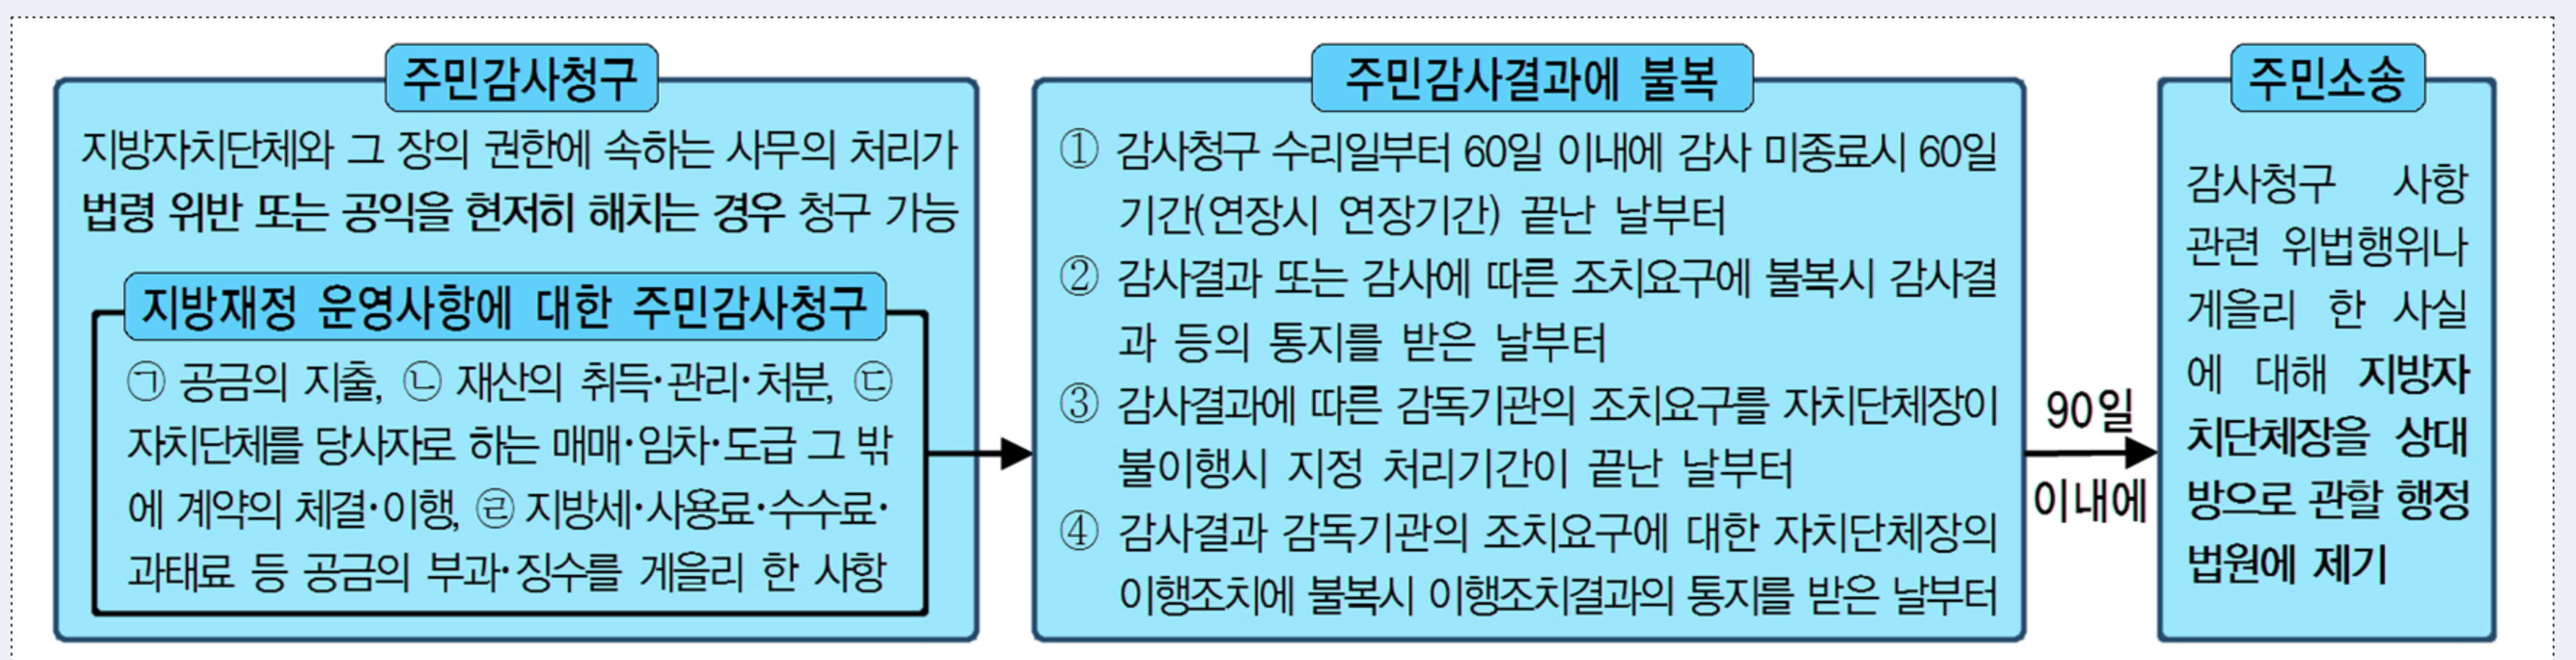 주민감사청구
지방자치단체와 그 장의 권한에 속하는 사무의 처리가
법령 위반 또는 공익을 현저히 해치는 경우 청구 가능
지방재정 운영사항에 대한 주민감사청구
㉠ 공금의 지출, ㉡ 재산의 취득·관리·처분, ㉢
자치단체를 당사자로 하는 매매·임차·도급 그 밖
에 계약의 체결·이행, ㉣ 지방세·사용료·수수료·
과태료 등 공금의 부과·징수를 게을리 한 사항
주민감사결과에 불복
① 감사청구 수리일부터 60일 이내에 감사 미종료시 60일
기간(연장시 연장기간) 끝난 날부터
② 감사결과 또는 감사에 따른 조치요구에 불복시 감사결
과 등의 통지를 받은 날부터
③ 감사결과에 따른 감독기관의 조치요구를 자치단체장이
불이행시 지정 처리기간이 끝난 날부터
④ 감사결과 감독기관의 조치요구에 대한 자치단체장의
이행조치에 불복시 이행조치결과의 통지를 받은 날부터
90일
이내에
주민소송
감사청구 사항
관련 위법행위나
게을리 한 사실
에 대해 지방자
치단체장을 상대
방으로 관할 행정
법원에 제기